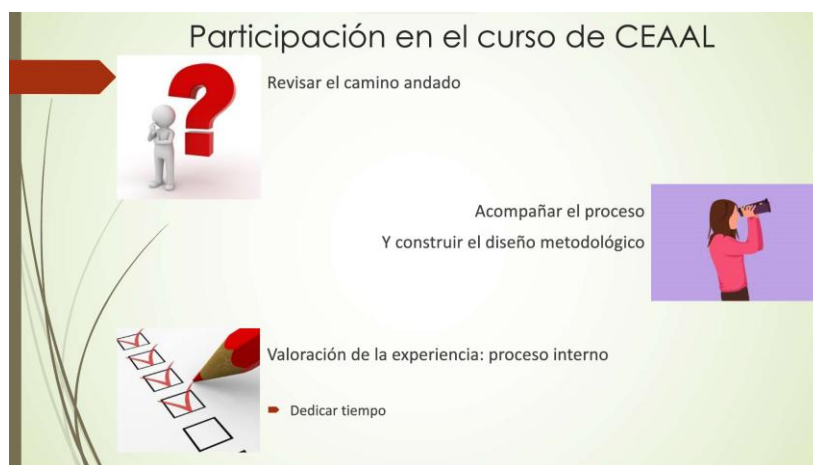 Participación en el curso de CEAAL
Revisar el camino andado
Acompañar el proceso
Y construir el diseño metodológico
Valoración de la experiencia: proceso interno
Dedicar tiempo